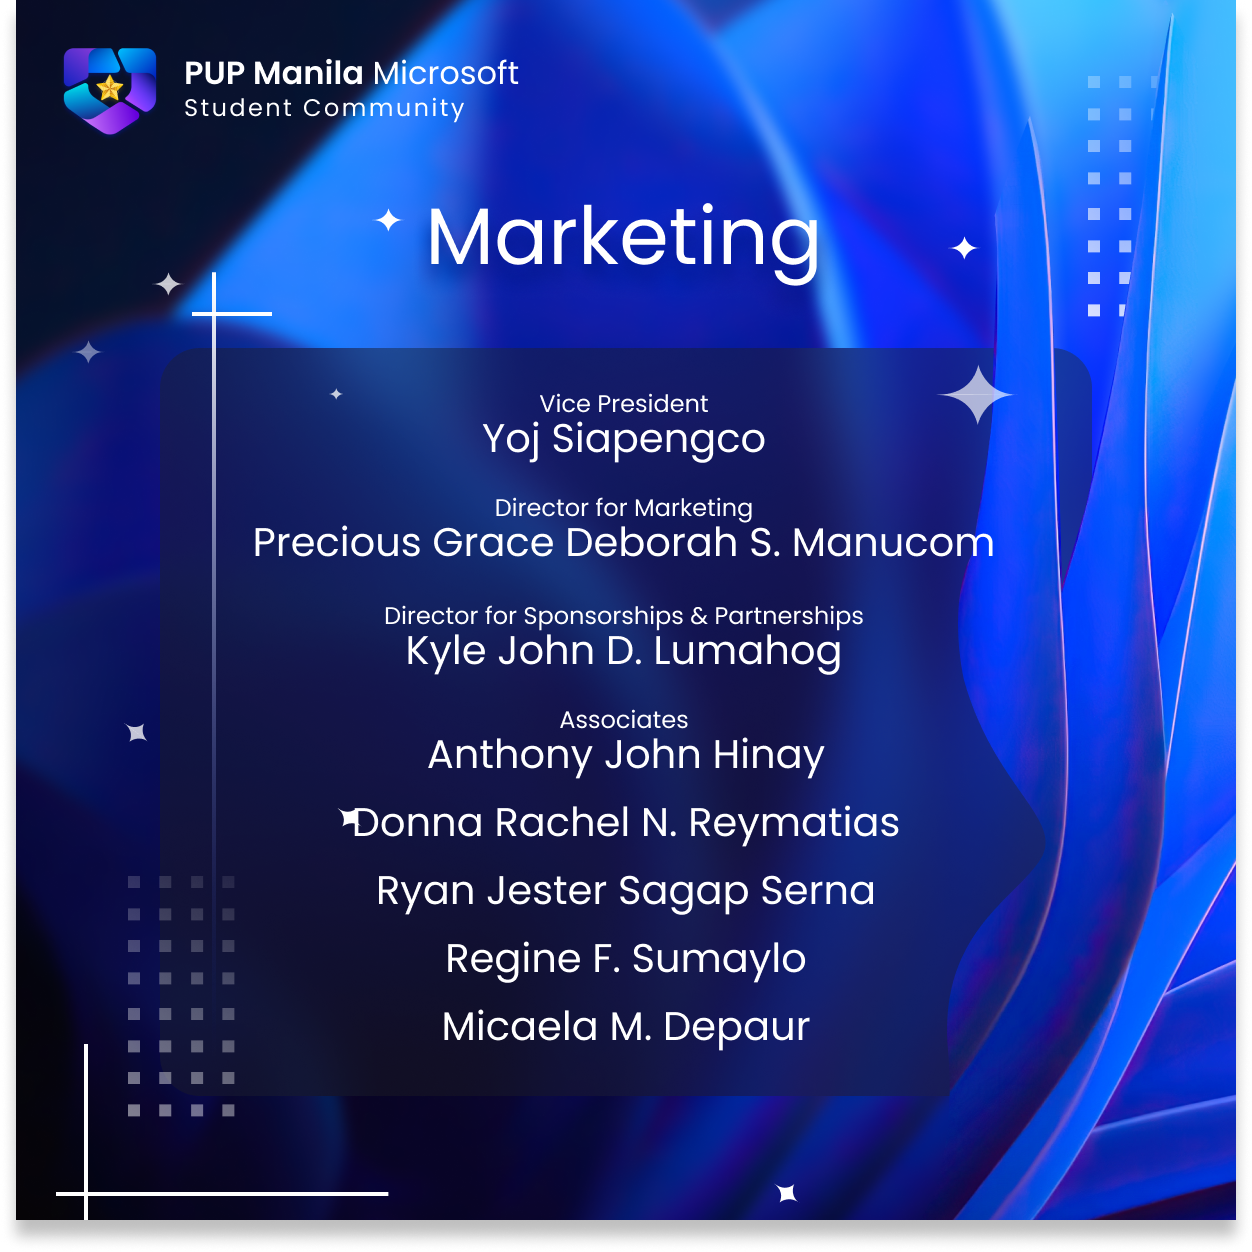 PUP Manila Microsoft
Student Community
Marketing
Vice President
Yoj Siapengco
Director for Marketing
Precious Grace Deborah S. Manucom
Director for Sponsorships & Partnerships
Kyle John D. Lumahog
Associates
Anthony John Hinay
Donna Rachel N. Reymatias
Ryan Jester Sagap Serna
Regine F. Sumaylo
Micaela M. Depaur